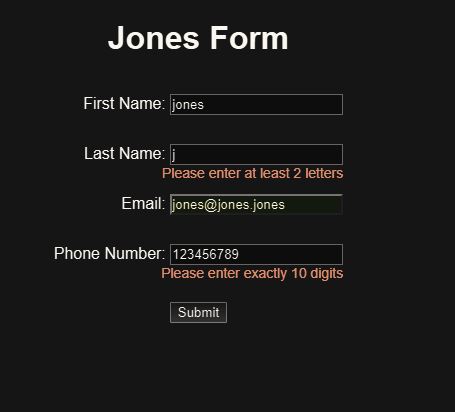 Jones Form
First Name: jones
Last Name: j
Please enter at least 2 letters
Email: jones@jones.jones
Phone Number: 123456789
Please enter exactly 10 digits
Submit